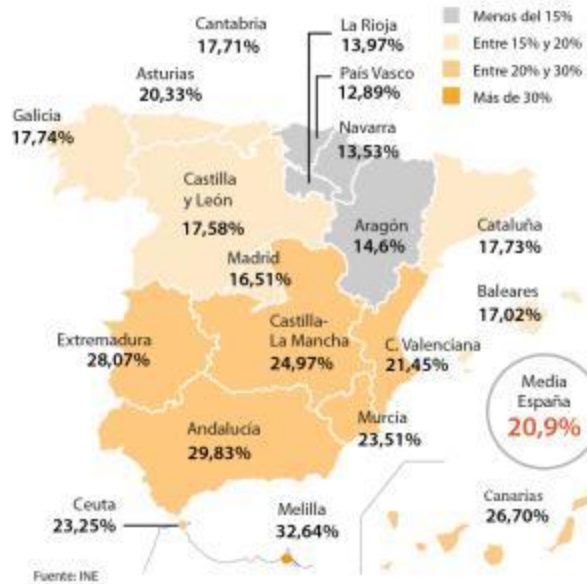 Cantabria
17,71%
La Rioja
13,97%
Menos del 15%
Entre 15% y 20%
Entre 20% y 30%
Más de 30%
Asturias
20,33%
País Vasco
12,89%
Galicia
17,74%
Navarra
13,53%
Castilla
y León
17,58%
Aragón
14,6%
Cataluña
17,73%
Madrid
16,51%
Baleares
17,02%
Extremadura
28,07%
Castilla-
La Mancha
24,97%
C. Valenciana
21,45%
Media
España
20,9%
Andalucía
29,83%
Murcia
23,51%
Ceuta
23,25%
Melilla
32,64%
Canarias
26,70%
Fuente: INE